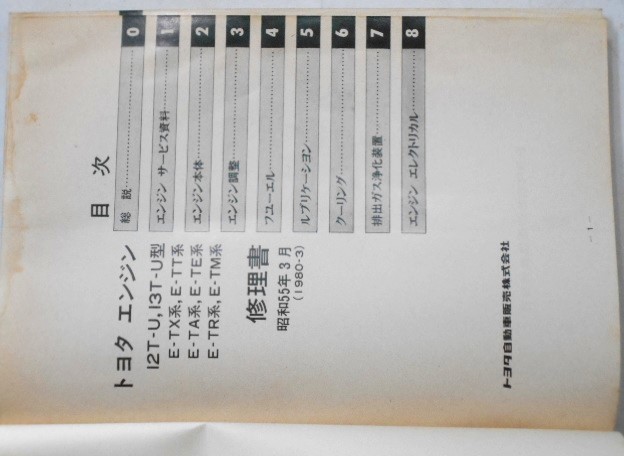 トヨタ エンジン
12T-U, 13T-U型
E-TX系, E-TT系
E-TA系, E-TE系
E-TR系, E-TM系
修理書
昭和55年3月
(1980-3)
トヨタ自動車販売株式会社
目 次
総 説 0
エンジン サービス資料 1
エンジン本体 2
エンジン調整 3
フューエル 4
ルブリケーション 5
クーリング 6
排出ガス浄化装置 7
エンジン エレクトリカル 8
- 1 -